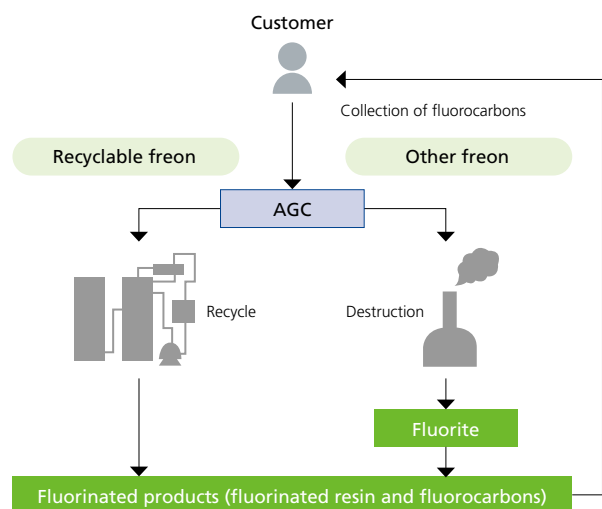 Customer
Collection of fluorocarbons
Recyclable freon
Other freon
AGC
Recycle
Destruction
Fluorite
Fluorinated products (fluorinated resin and fluorocarbons)